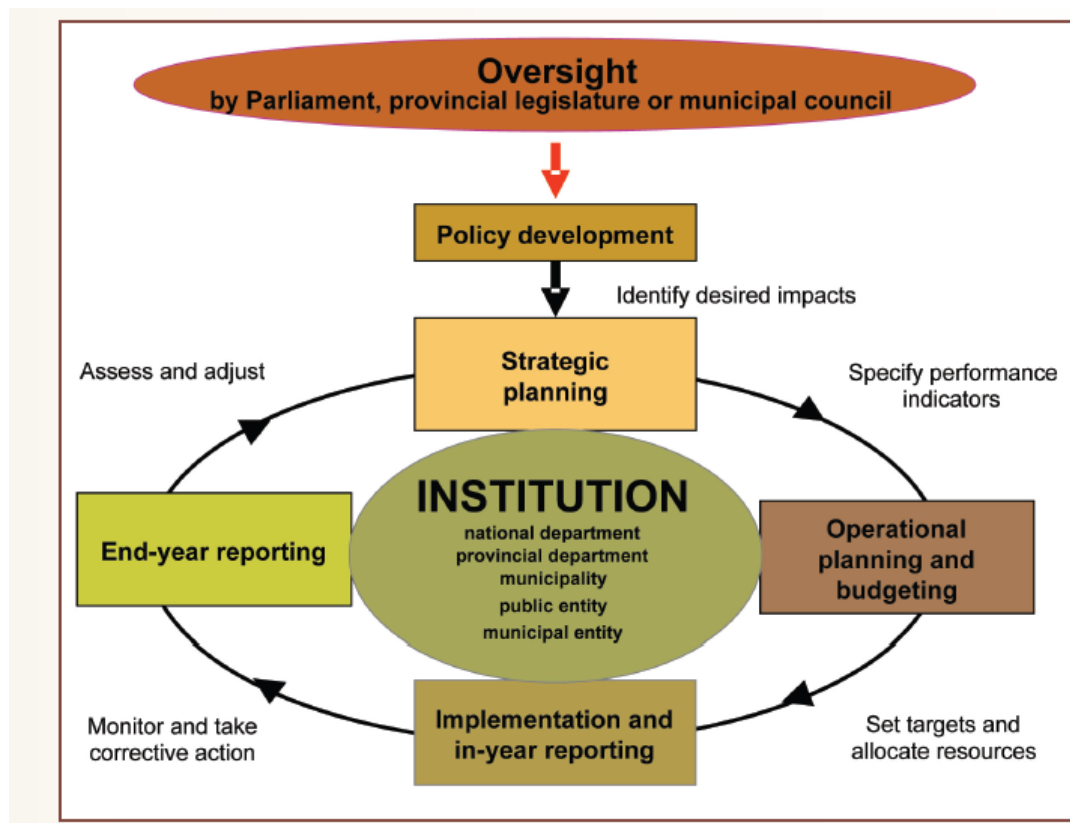 Oversight
by Parliament, provincial legislature or municipal council
Policy development
Identify desired impacts
Strategic
planning
Assess and adjust
Specify performance
indicators
INSTITUTION
national department
provincial department
municipality
public entity
municipal entity
End-year reporting
Operational
planning and
budgeting
Implementation and
in-year reporting
Monitor and take
corrective action
Set targets and
allocate resources